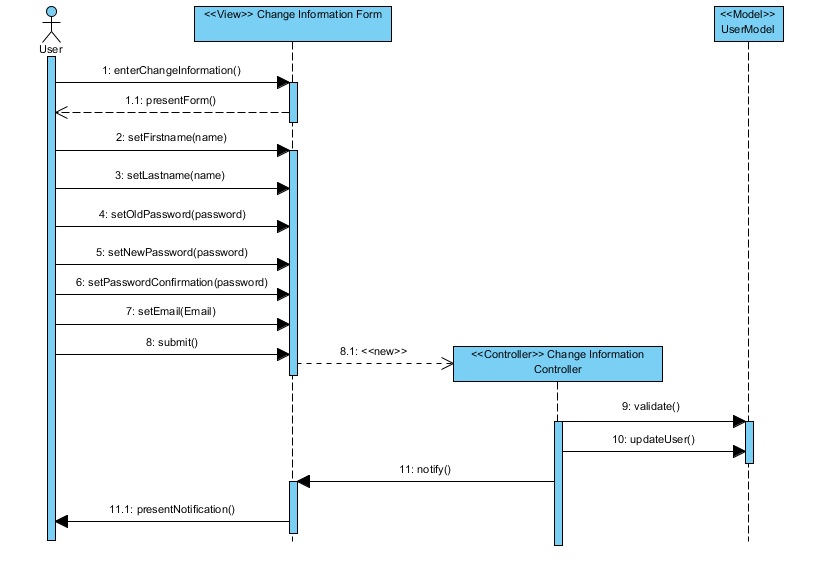 <<View>> Change Information Form
<<Model>>
UserModel
User
1: enterChangeInformation()
1.1: presentForm()
2: setFirstname(name)
3: setLastname(name)
4: setOldPassword(password)
5: setNewPassword(password)
6: setPasswordConfirmation(password)
7: setEmail(Email)
8: submit()
8.1: <<new>>
<<Controller>> Change Information
Controller
9: validate()
10: updateUser()
11: notify()
11.1: presentNotification()